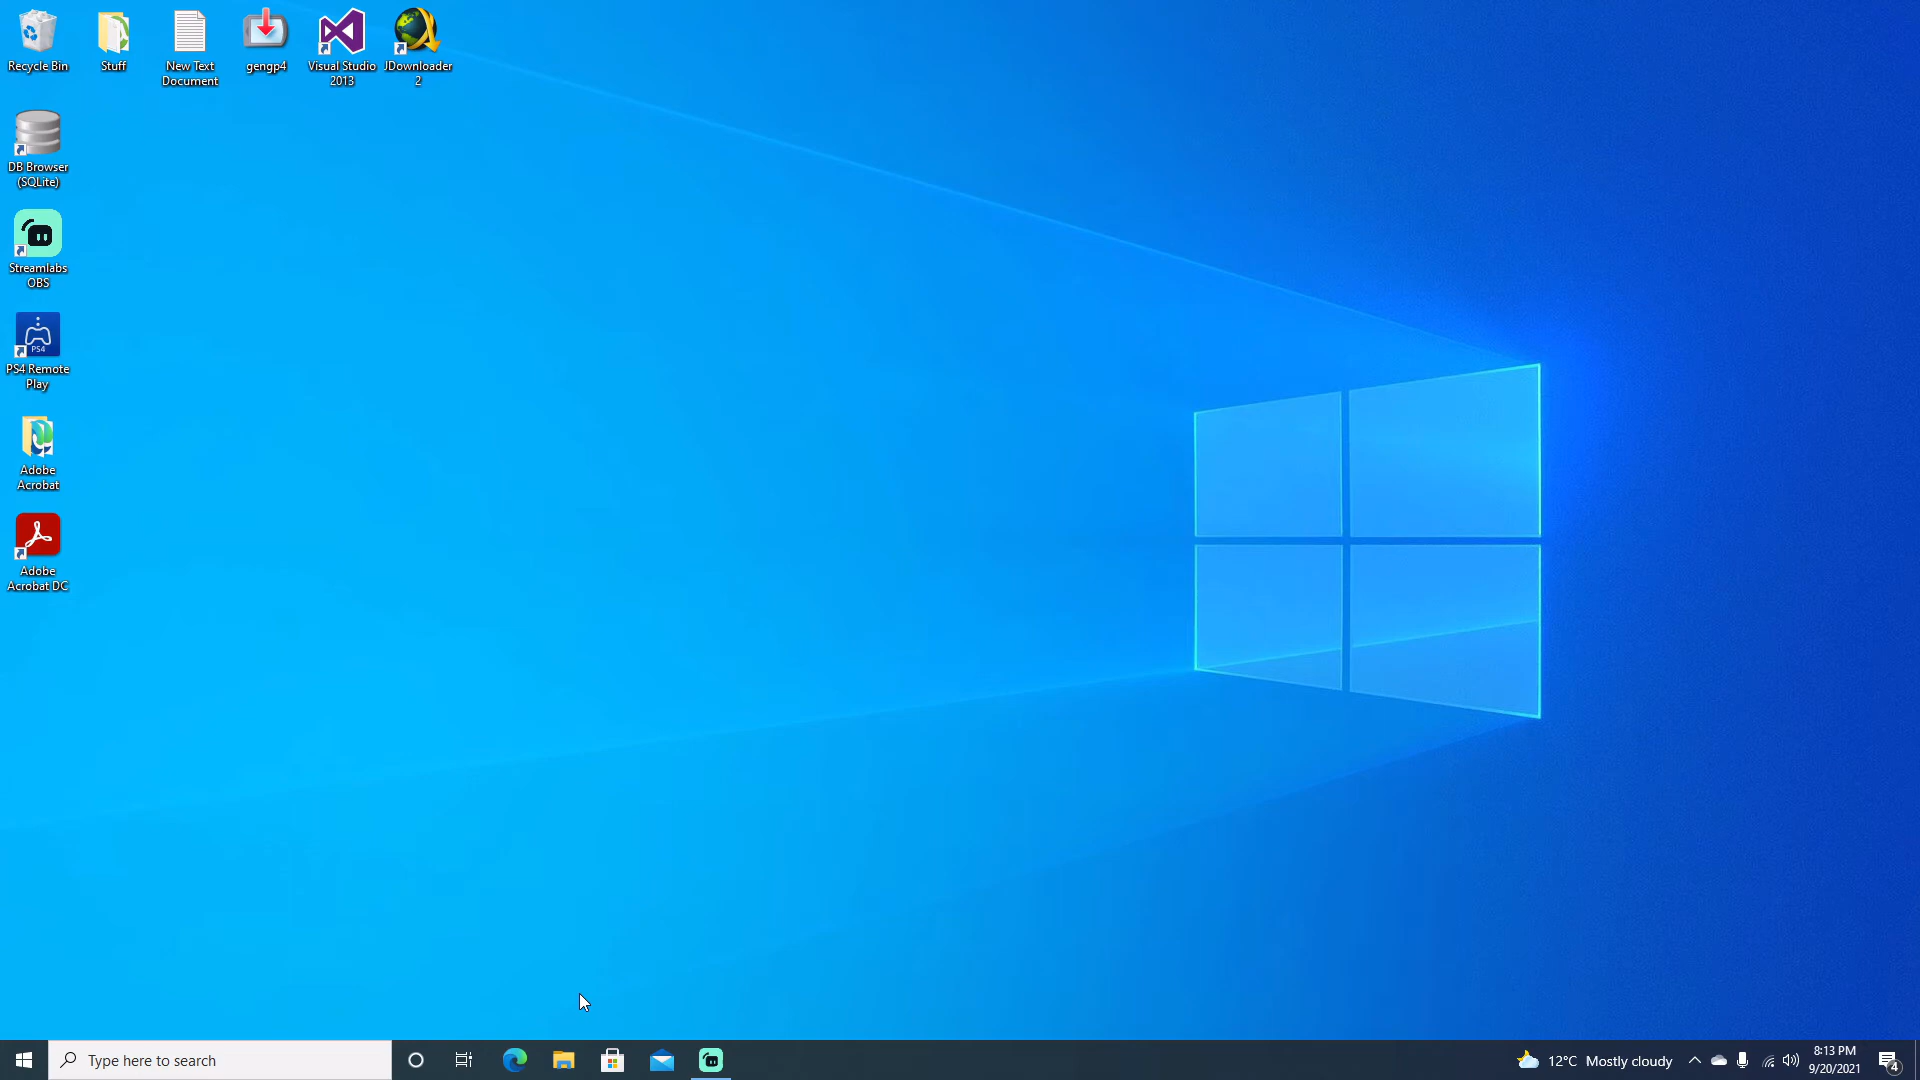 Recycle Bin
Stuff
New Text
Document
gengp4
Visual Studio
2013
JDownloader
2
DB Browser
(SQLite)
Streamlabs
OBS
PS4
PS4 Remote
Play
Adobe
Acrobat
Adobe
Acrobat DC
Type here to search
12°C Mostly cloudy
8:13 PM
9/20/2021
4